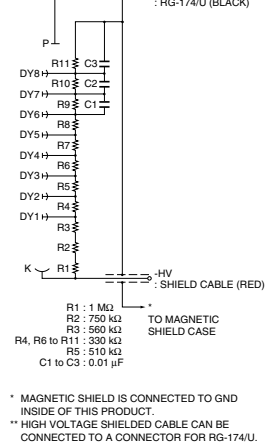 : RG-174/U (BLACK)
P
R11 C3
DY8
R10 C2
DY7
R9 C1
DY6
R8
DY5
R7
DY4
R6
DY3
R5
DY2
R4
DY1
R3
R2
K R1
-HV
: SHIELD CABLE (RED)
*
TO MAGNETIC
SHIELD CASE
R1 : 1 MΩ
R2 : 750 kΩ
R3 : 560 kΩ
R4, R6 to R11 : 330 kΩ
R5 : 510 kΩ
C1 to C3 : 0.01 µF
* MAGNETIC SHIELD IS CONNECTED TO GND
INSIDE OF THIS PRODUCT.
** HIGH VOLTAGE SHIELDED CABLE CAN BE
CONNECTED TO A CONNECTOR FOR RG-174/U.